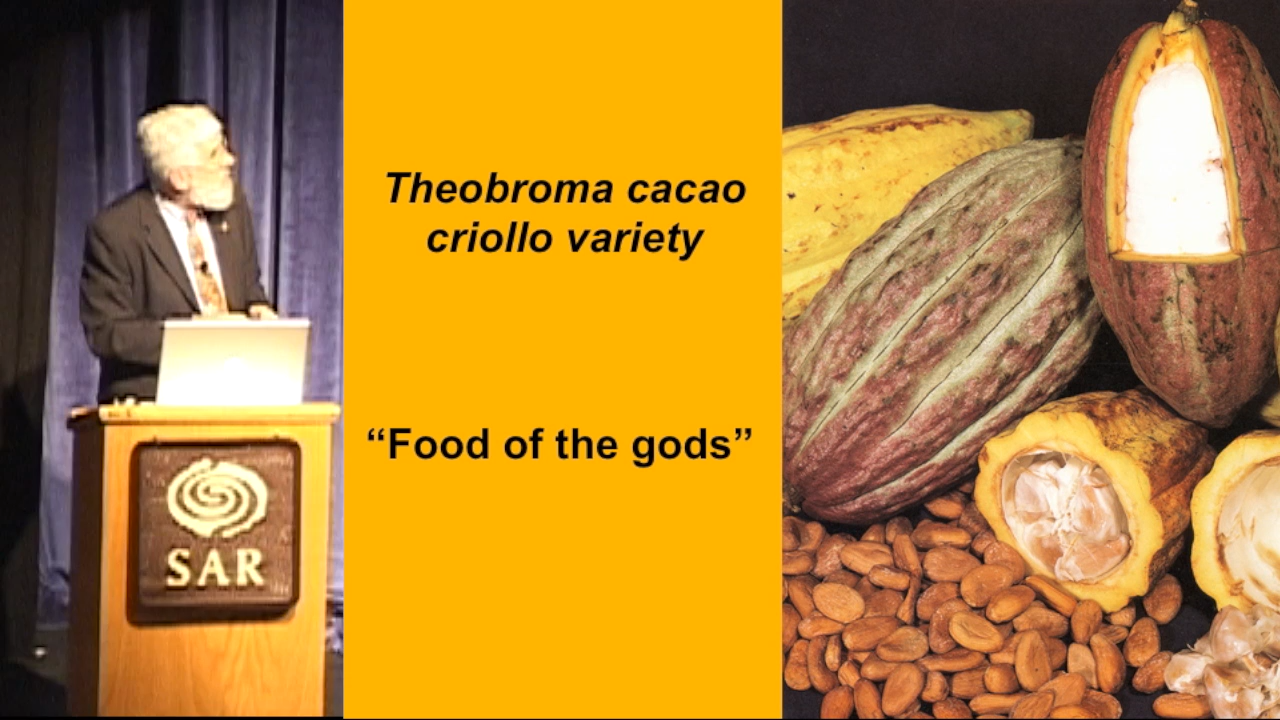 Theobroma cacao
criollo variety
“Food of the gods”
SAR